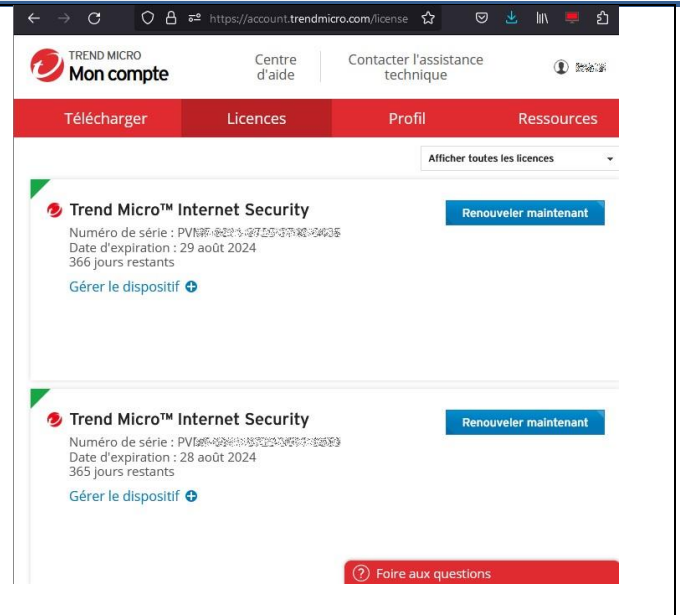 https://account.trendmicro.com/license
TREND MICRO
Mon compte
Centre d'aide
Contacter l'assistance technique
Télécharger Licences Profil Ressources
Afficher toutes les licences
Trend Micro™ Internet Security
Renouveler maintenant
Numéro de série : PV
Date d'expiration : 29 août 2024
366 jours restants
Gérer le dispositif
Trend Micro™ Internet Security
Renouveler maintenant
Numéro de série : PV
Date d'expiration : 28 août 2024
365 jours restants
Gérer le dispositif
? Foire aux questions